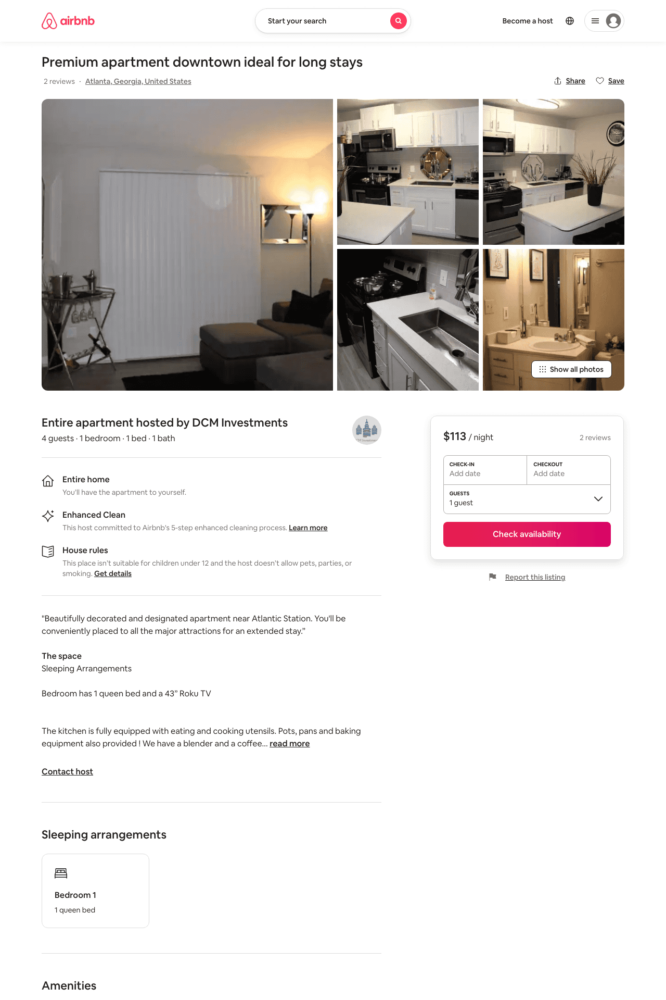 airbnb
Start your search
Become a host
Premium apartment downtown ideal for long stays
2 reviews · Atlanta, Georgia, United States
Share
Save
Show all photos
Entire apartment hosted by DCM Investments
4 guests · 1 bedroom · 1 bed · 1 bath
Entire home
You’ll have the apartment to yourself.
Enhanced Clean
This host committed to Airbnb's 5-step enhanced cleaning process. Learn more
House rules
This place isn’t suitable for children under 12 and the host doesn’t allow pets, parties, or
smoking. Get details
$113 / night
2 reviews
CHECK-IN
Add date
CHECKOUT
Add date
GUESTS
1 guest
Check availability
Report this listing
"Beautifully decorated and designated apartment near Atlantic Station. You'll be
conveniently placed to all the major attractions for an extended stay.”
The space
Sleeping Arrangements
Bedroom has 1 queen bed and a 43” Roku TV
The kitchen is fully equipped with eating and cooking utensils. Pots, pans and baking
equipment also provided ! We have a blender and a coffee... read more
Contact host
Sleeping arrangements
Bedroom 1
1 queen bed
Amenities